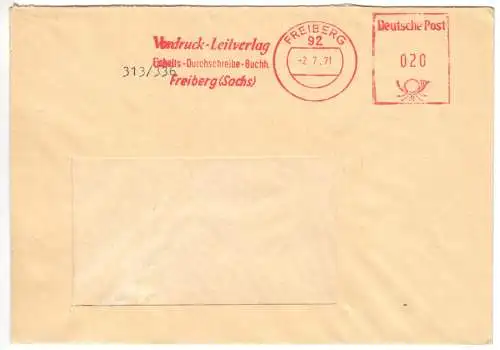 Vordruck-Leitverlag
Einheits-Durchschreibe-Buchh.
Freiberg (Sachs)
313/336
FREIBERG
92
-2.7.71
Deutsche Post
020